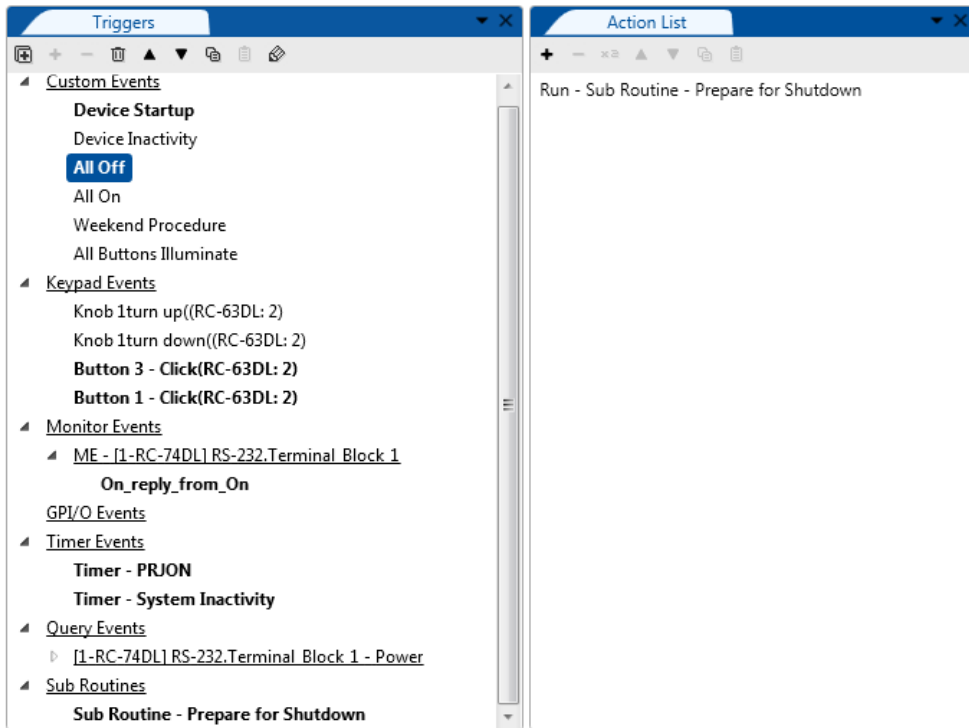 Triggers
Custom Events
Device Startup
Device Inactivity
All Off
All On
Weekend Procedure
All Buttons Illuminate
Keypad Events
Knob 1turn up((RC-63DL: 2)
Knob 1turn down((RC-63DL: 2)
Button 3 - Click(RC-63DL: 2)
Button 1 - Click(RC-63DL: 2)
Monitor Events
ME - [1-RC-74DL] RS-232.Terminal Block 1
On_reply_from_On
GPI/O Events
Timer Events
Timer - PRJON
Timer - System Inactivity
Query Events
[1-RC-74DL] RS-232.Terminal Block 1 - Power
Sub Routines
Sub Routine - Prepare for Shutdown
Action List
Run - Sub Routine - Prepare for Shutdown